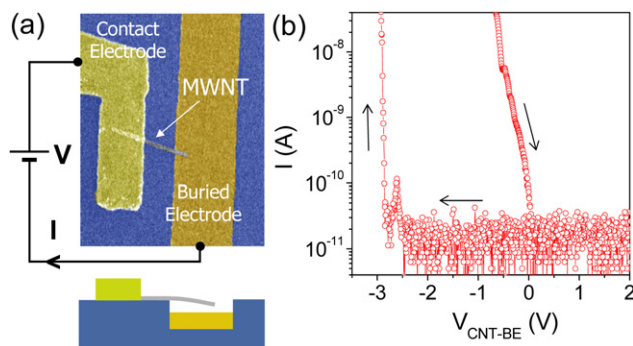 (a)
Contact
Electrode
MWNT
V
Buried
Electrode
I
(b)
I (A)
10⁻⁸
10⁻⁹
10⁻¹⁰
10⁻¹¹
-3 -2 -1 0 1 2
V_CNT-BE (V)